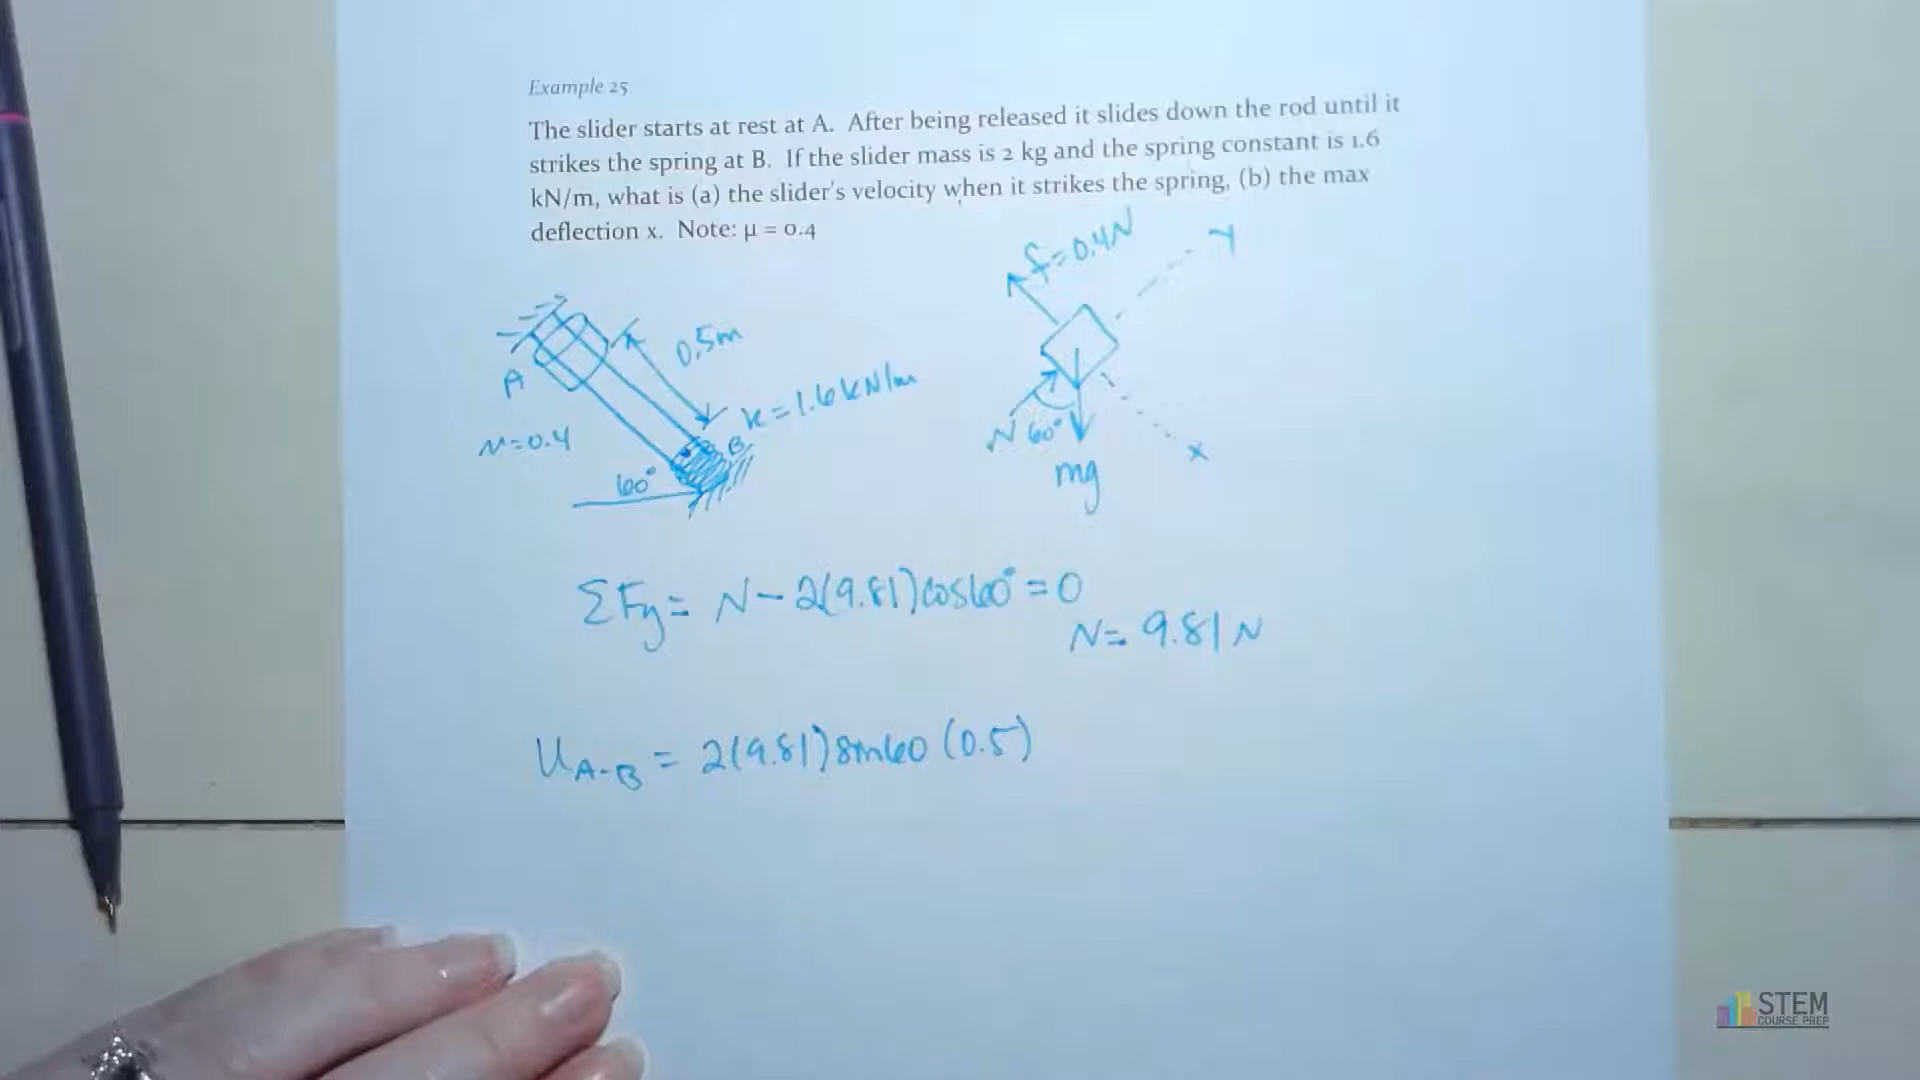 Example 25
The slider starts at rest at A. After being released it slides down the rod until it
strikes the spring at B. If the slider mass is 2 kg and the spring constant is 1.6
kN/m, what is (a) the slider's velocity when it strikes the spring, (b) the max
deflection x. Note: μ = 0.4
A
0.5m
k = 1.6 kN/m
B
μ=0.4
60°
f=0.4N
Y
N
60°
X
mg
ΣFy = N - 2(9.81)cos60° = 0
N = 9.81 N
U A-B = 2(9.81)sin60 (0.5)
STEM
COURSE PREP